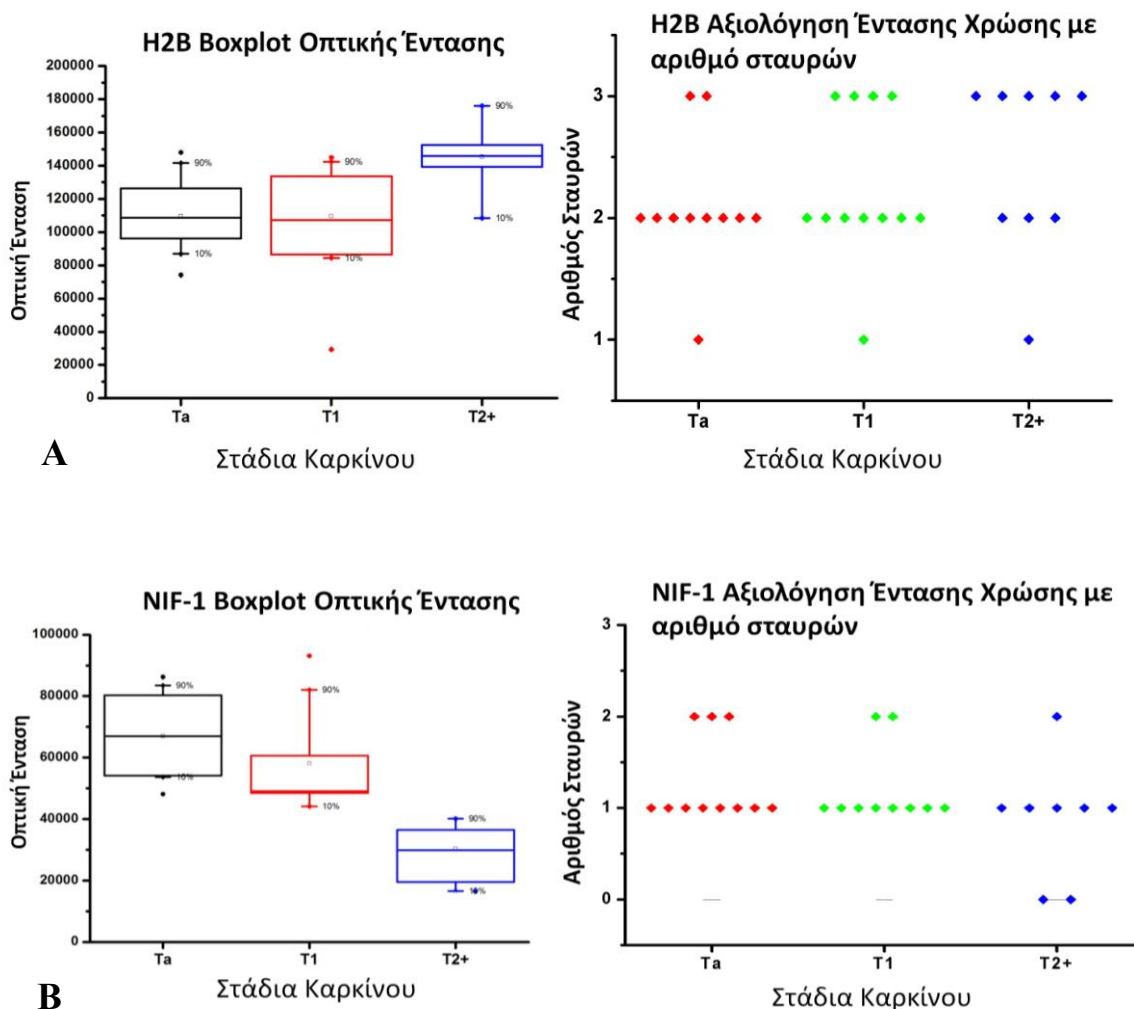 H2B Boxplot Οπτικής Έντασης
200000
180000
160000
140000
120000
100000
80000
60000
40000
20000
0
Οπτική Ένταση
90%
10%
90%
10%
90%
10%
Ta T1 T2+
Στάδια Καρκίνου
A
H2B Αξιολόγηση Έντασης Χρώσης με
αριθμό σταυρών
3
2
1
Αριθμός Σταυρών
Ta T1 T2+
Στάδια Καρκίνου
NIF-1 Boxplot Οπτικής Έντασης
100000
80000
60000
40000
20000
0
Οπτική Ένταση
90%
10%
90%
10%
90%
10%
Ta T1 T2+
Στάδια Καρκίνου
B
NIF-1 Αξιολόγηση Έντασης Χρώσης με
αριθμό σταυρών
3
2
1
0
Αριθμός Σταυρών
Ta T1 T2+
Στάδια Καρκίνου